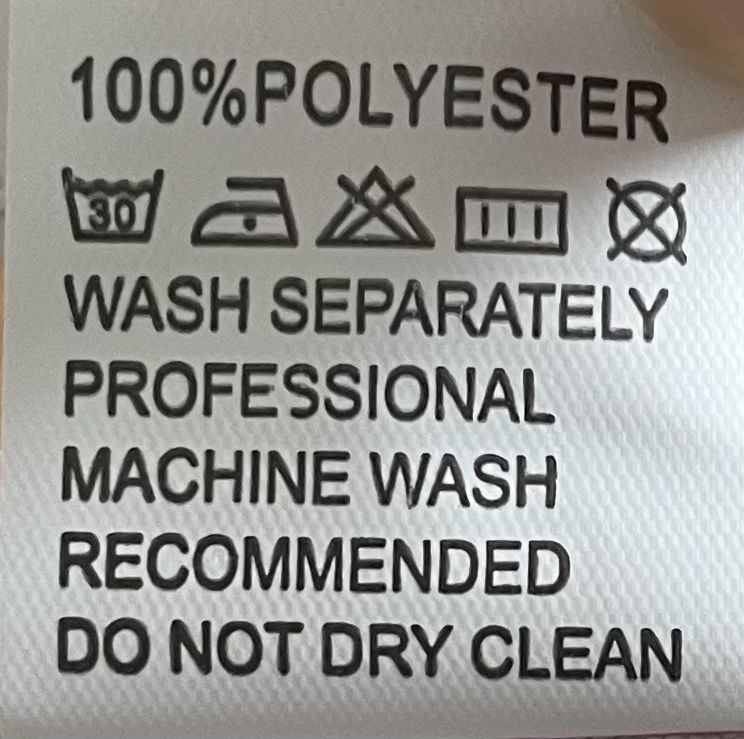 100%POLYESTER
30
WASH SEPARATELY
PROFESSIONAL
MACHINE WASH
RECOMMENDED
DO NOT DRY CLEAN